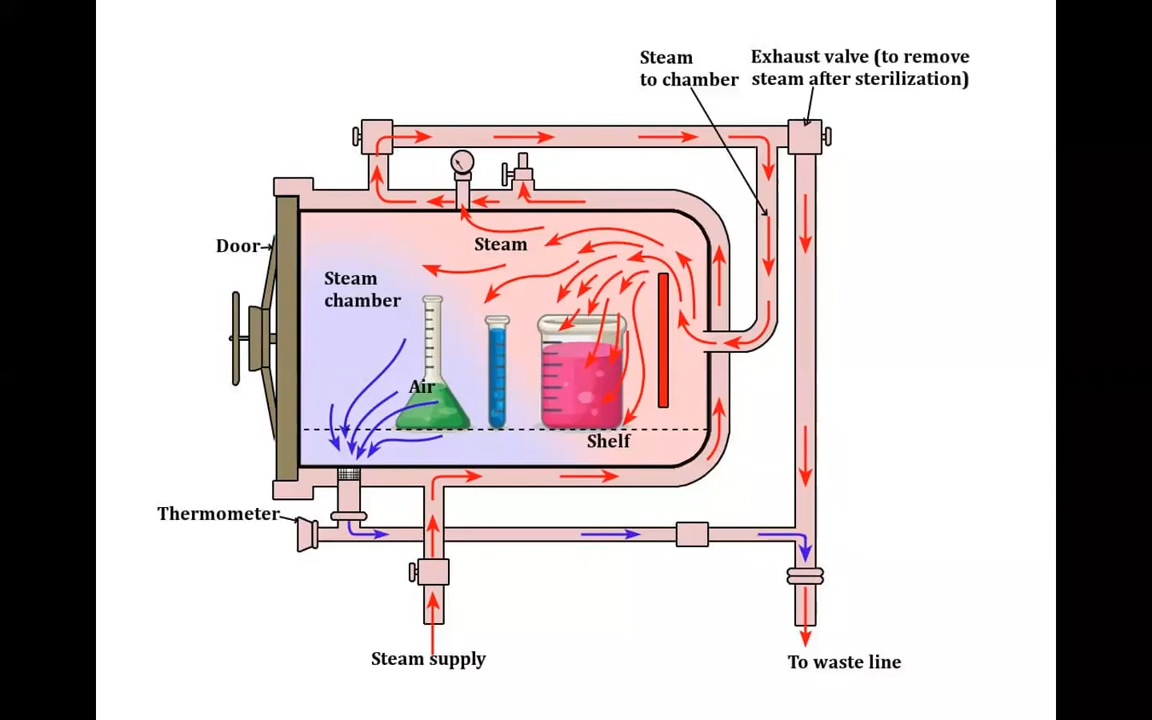 Steam
to chamber
Exhaust valve (to remove
steam after sterilization)
Door
Steam
Steam
chamber
Air
Shelf
Thermometer
Steam supply
To waste line